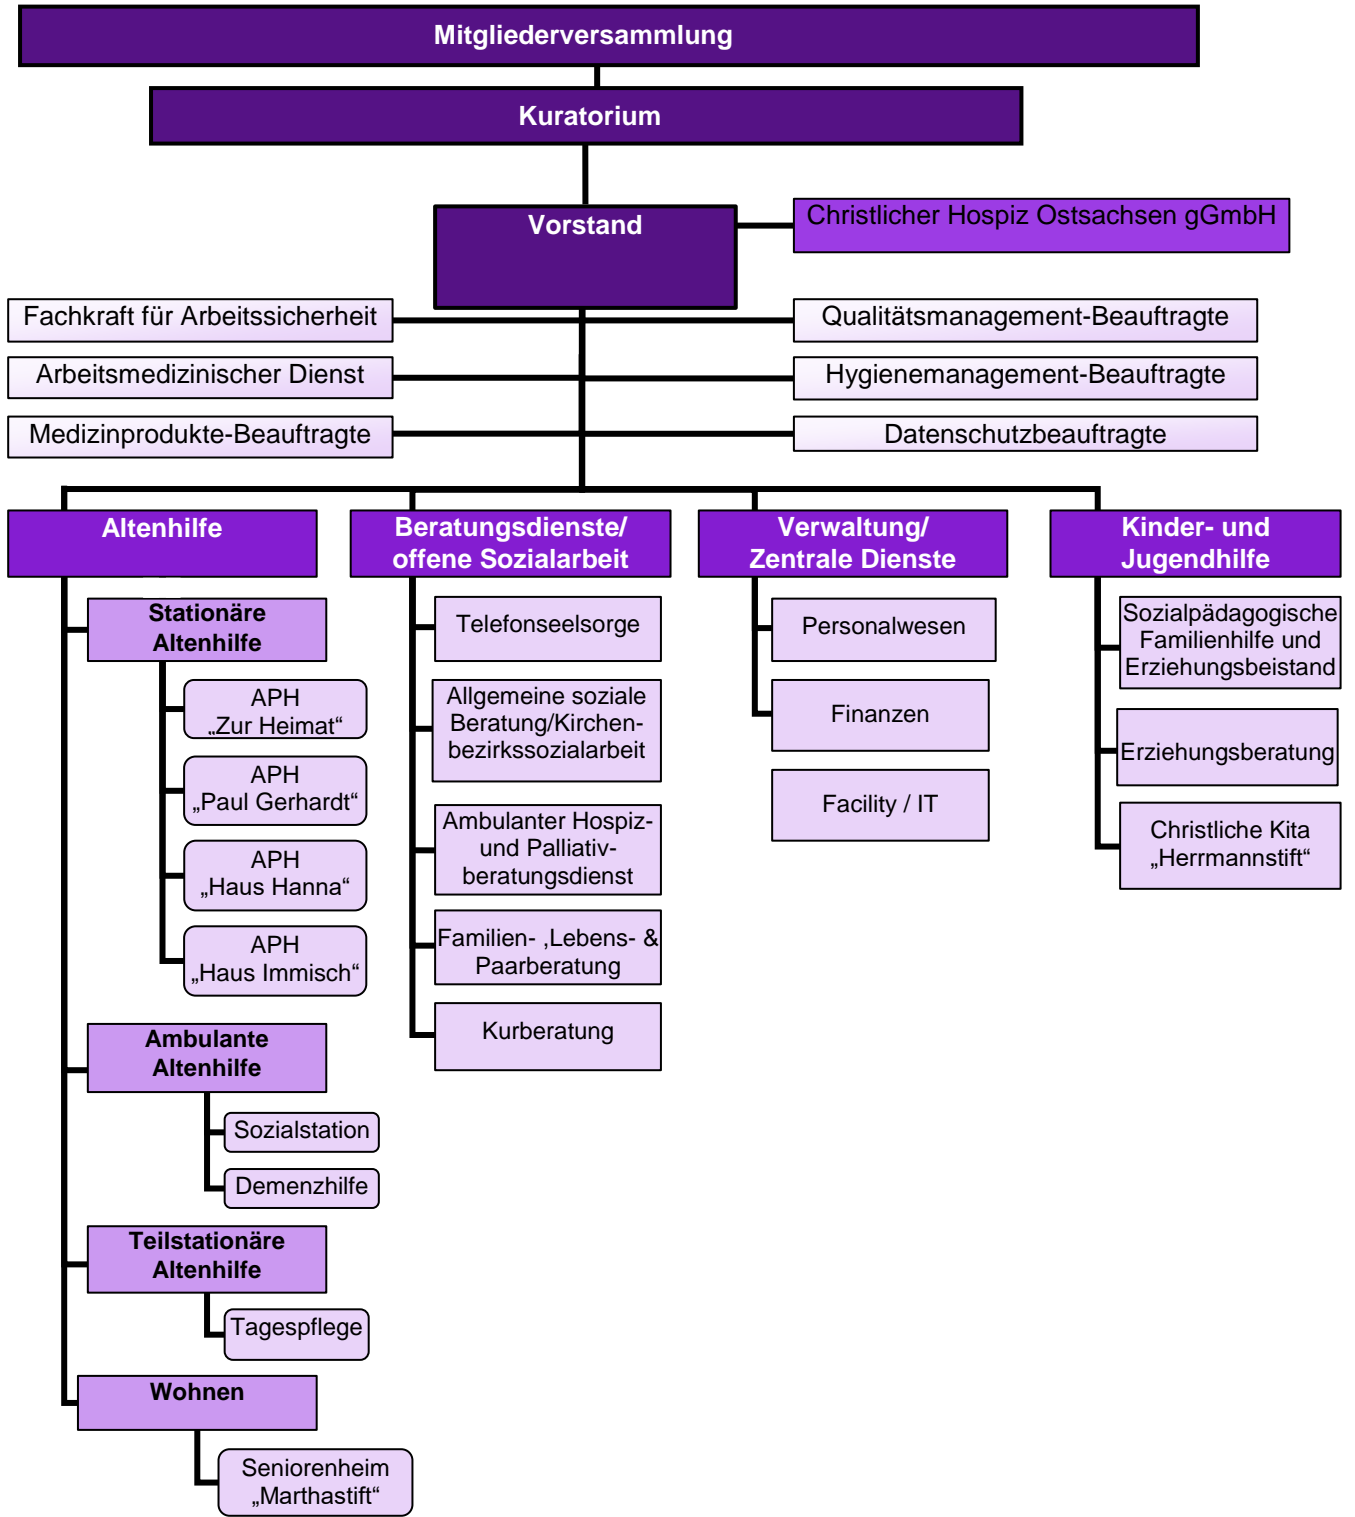 Mitgliederversammlung
Kuratorium
Vorstand
Christlicher Hospiz Ostsachsen gGmbH
Fachkraft für Arbeitssicherheit
Qualitätsmanagement-Beauftragte
Arbeitsmedizinischer Dienst
Hygienemanagement-Beauftragte
Medizinprodukte-Beauftragte
Datenschutzbeauftragte
Altenhilfe
Stationäre
Altenhilfe
APH
„Zur Heimat“
APH
„Paul Gerhardt“
APH
„Haus Hanna“
APH
„Haus Immisch“
Ambulante
Altenhilfe
Sozialstation
Demenzhilfe
Teilstationäre
Altenhilfe
Tagespflege
Wohnen
Seniorenheim
„Marthastift“
Beratungsdienste/
offene Sozialarbeit
Telefonseelsorge
Allgemeine soziale
Beratung/Kirchen-
bezirkssozialarbeit
Ambulanter Hospiz-
und Palliativ-
beratungsdienst
Familien- ,Lebens- &
Paarberatung
Kurberatung
Verwaltung/
Zentrale Dienste
Personalwesen
Finanzen
Facility / IT
Kinder- und
Jugendhilfe
Sozialpädagogische
Familienhilfe und
Erziehungsbeistand
Erziehungsberatung
Christliche Kita
„Herrmannstift“